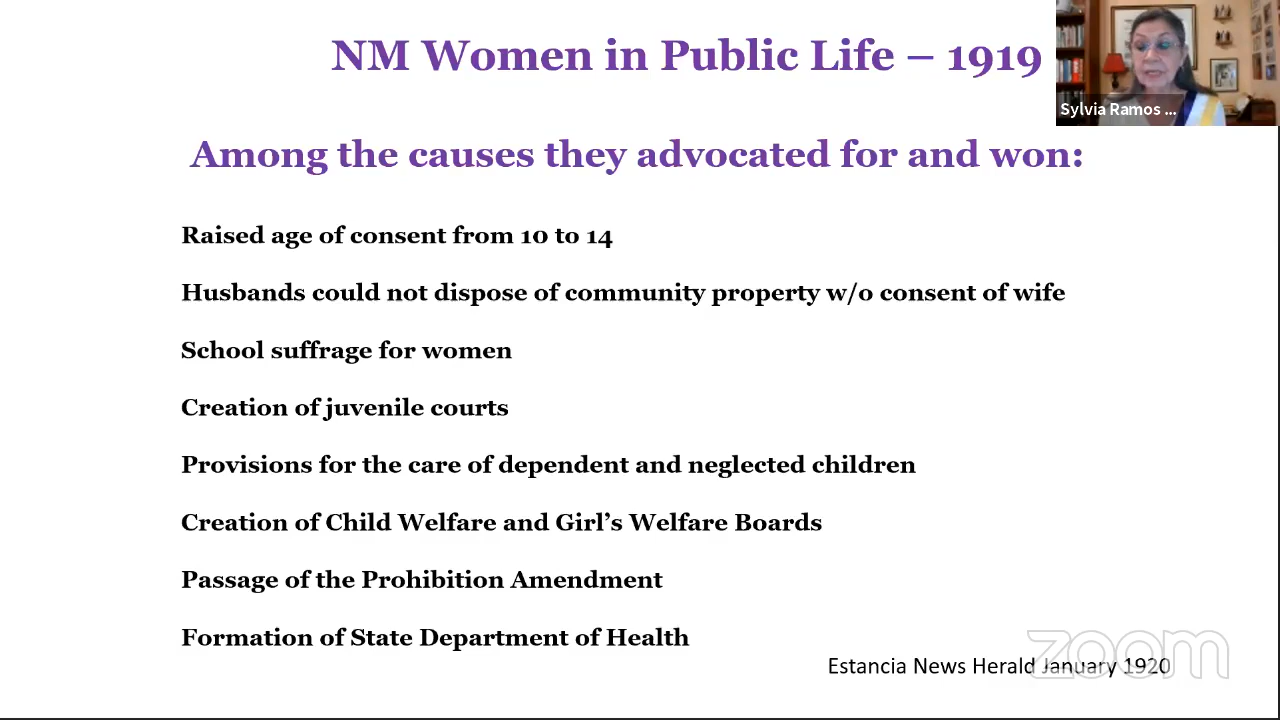 NM Women in Public Life – 1919
Sylvia Ramos ...
Among the causes they advocated for and won:
Raised age of consent from 10 to 14
Husbands could not dispose of community property w/o consent of wife
School suffrage for women
Creation of juvenile courts
Provisions for the care of dependent and neglected children
Creation of Child Welfare and Girl’s Welfare Boards
Passage of the Prohibition Amendment
Formation of State Department of Health
Estancia News Herald January 1920
zoom